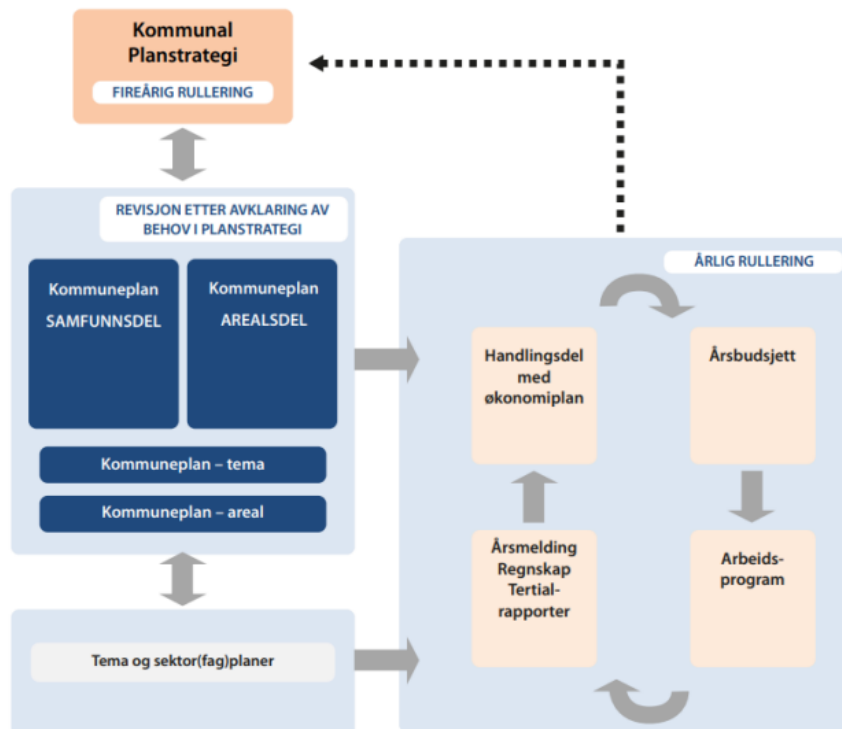 Kommunal
Planstrategi
FIREÅRIG RULLERING
REVISJON ETTER AVKLARING AV
BEHOV I PLANSTRATEGI
Kommuneplan
SAMFUNNSDEL
Kommuneplan
AREALSDEL
Kommuneplan – tema
Kommuneplan – areal
Tema og sektor(fag)planer
ÅRLIG RULLERING
Handlingsdel
med
økonomiplan
Årsbudsjett
Årsmelding
Regnskap
Tertial-
rapporter
Arbeids-
program